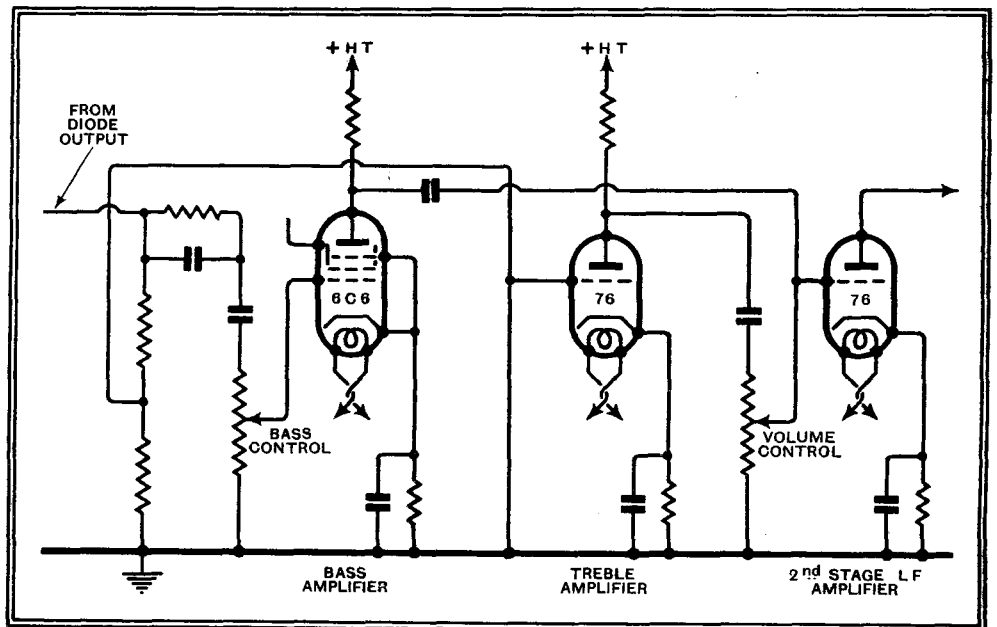 +HT
+HT
FROM
DIODE
OUTPUT
6C6
76
76
BASS
CONTROL
VOLUME
CONTROL
BASS
AMPLIFIER
TREBLE
AMPLIFIER
2nd STAGE LF
AMPLIFIER